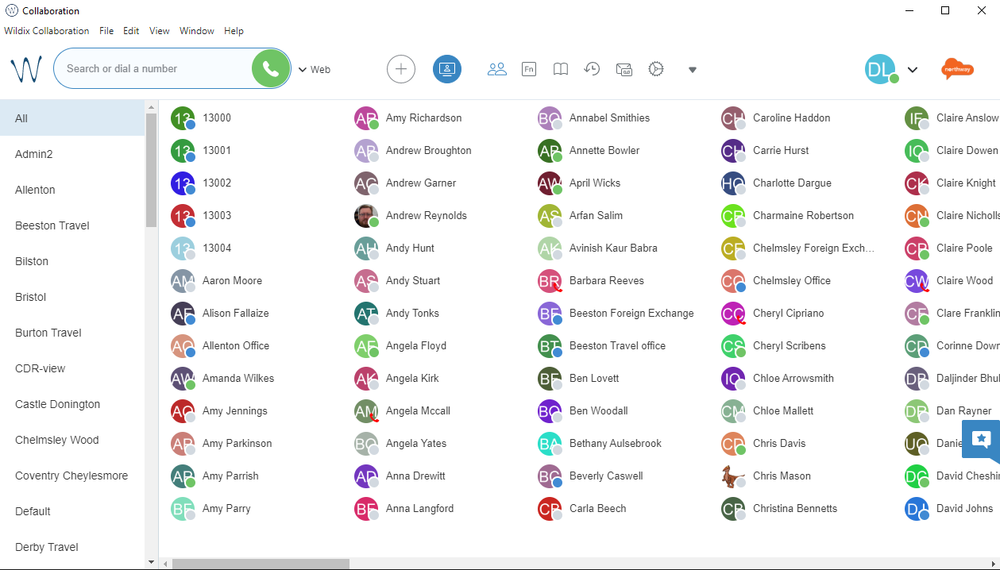 Collaboration
Wildix Collaboration File Edit View Window Help
Search or dial a number
Web
Fn
DL
northway
All
Admin2
Allenton
Beeston Travel
Bilston
Bristol
Burton Travel
CDR-view
Castle Donington
Chelmsley Wood
Coventry Cheylesmore
Default
Derby Travel
13000
13001
13002
13003
13004
Aaron Moore
Alison Fallaize
Allenton Office
Amanda Wilkes
Amy Jennings
Amy Parkinson
Amy Parrish
Amy Parry
Amy Richardson
Andrew Broughton
Andrew Garner
Andrew Reynolds
Andy Hunt
Andy Stuart
Andy Tonks
Angela Floyd
Angela Kirk
Angela Mccall
Angela Yates
Anna Drewitt
Anna Langford
Annabel Smithies
Annette Bowler
April Wicks
Arfan Salim
Avinish Kaur Babra
Barbara Reeves
Beeston Foreign Exchange
Beeston Travel office
Ben Lovett
Ben Woodall
Bethany Aulsebrook
Beverly Caswell
Carla Beech
Caroline Haddon
Carrie Hurst
Charlotte Dargue
Charmaine Robertson
Chelmsley Foreign Exch...
Chelmsley Office
Cheryl Cipriano
Cheryl Scribens
Chloe Arrowsmith
Chloe Mallett
Chris Davis
Chris Mason
Christina Bennetts
Claire Anslow
Claire Dowen
Claire Knight
Claire Nicholls
Claire Poole
Claire Wood
Clare Franklin
Corinne Down
Daljinder Bhul
Dan Rayner
Danie
David Cheshir
David Johns